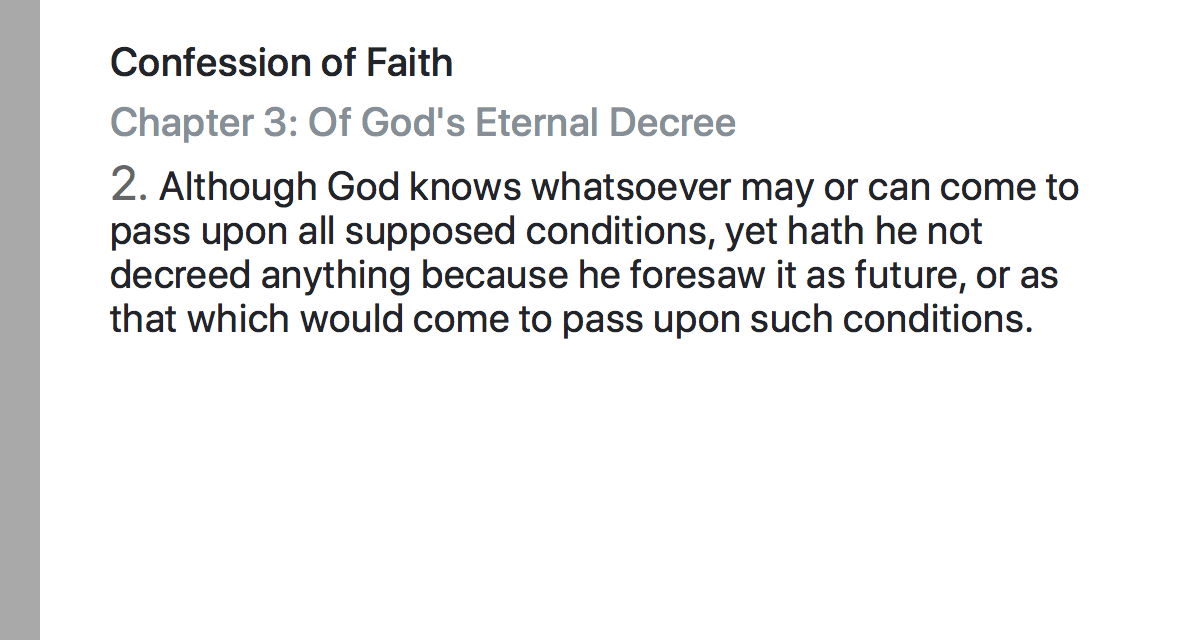 Confession of Faith
Chapter 3: Of God's Eternal Decree
2. Although God knows whatsoever may or can come to
pass upon all supposed conditions, yet hath he not
decreed anything because he foresaw it as future, or as
that which would come to pass upon such conditions.